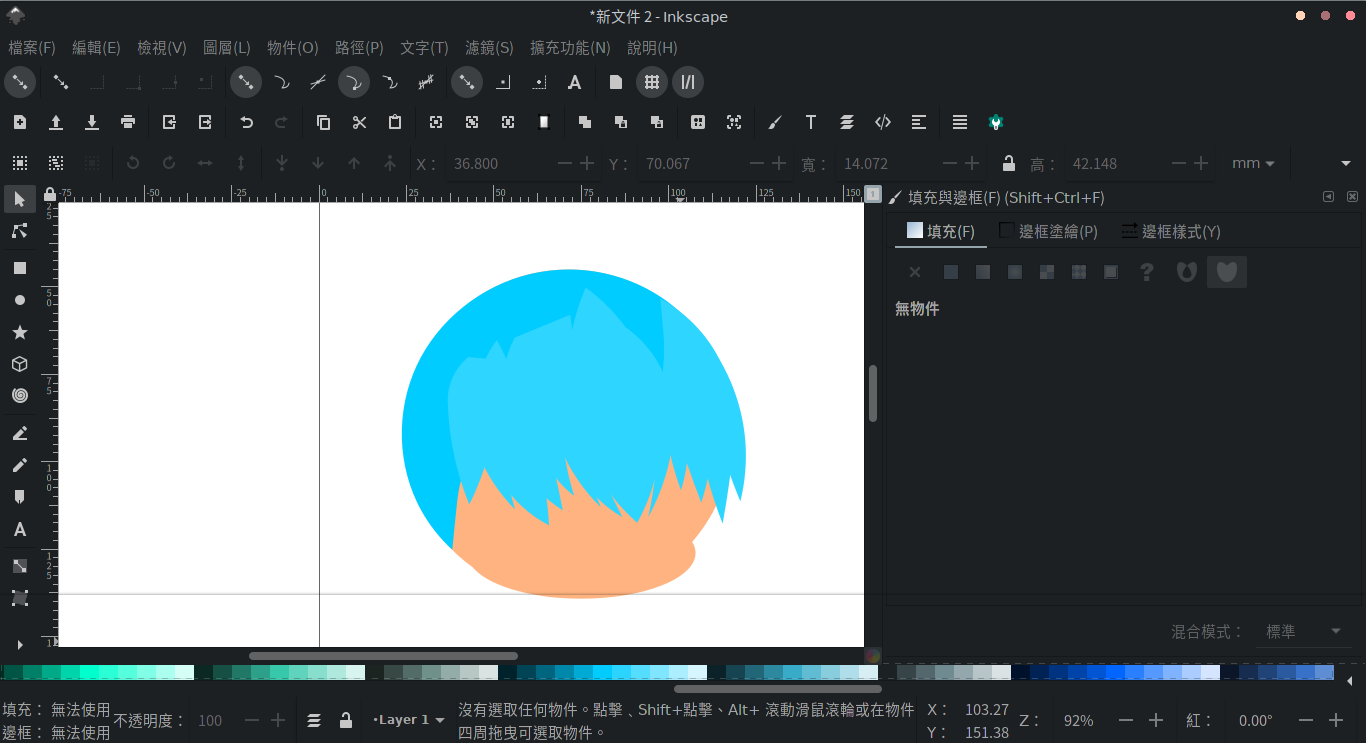 *新文件 2 - Inkscape
檔案(F) 編輯(E) 檢視(V) 圖層(L) 物件(O) 路徑(P) 文字(T) 濾鏡(S) 擴充功能(N) 說明(H)
X： 36.800 Y： 70.067 寬： 14.072 高： 42.148 mm
-75 -50 -25 0 25 50 75 100 125 150
1
填充與邊框(F) (Shift+Ctrl+F)
填充(F) 邊框塗繪(P) 邊框樣式(Y)
無物件
25
50
75
100
125
1
混合模式： 標準
填充： 無法使用
邊框： 無法使用
不透明度： 100
•Layer 1
沒有選取任何物件。點擊﹑Shift+點擊、Alt+ 滾動滑鼠滾輪或在物件
四周拖曳可選取物件。
X： 103.27
Y： 151.38
Z： 92%
紅： 0.00°